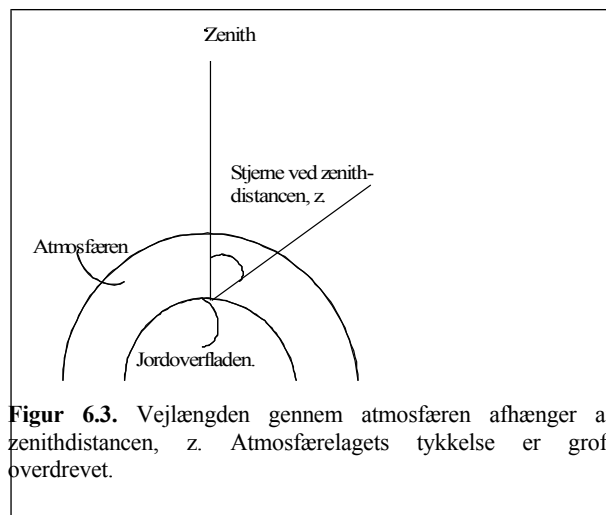 Zenith
Stjerne ved zenith-
distancen, z.
Atmosfæren
Jordoverfladen.
Figur 6.3. Vejlængden gennem atmosfæren afhænger a
zenithdistancen, z. Atmosfærelagets tykkelse er grof
overdrevet.